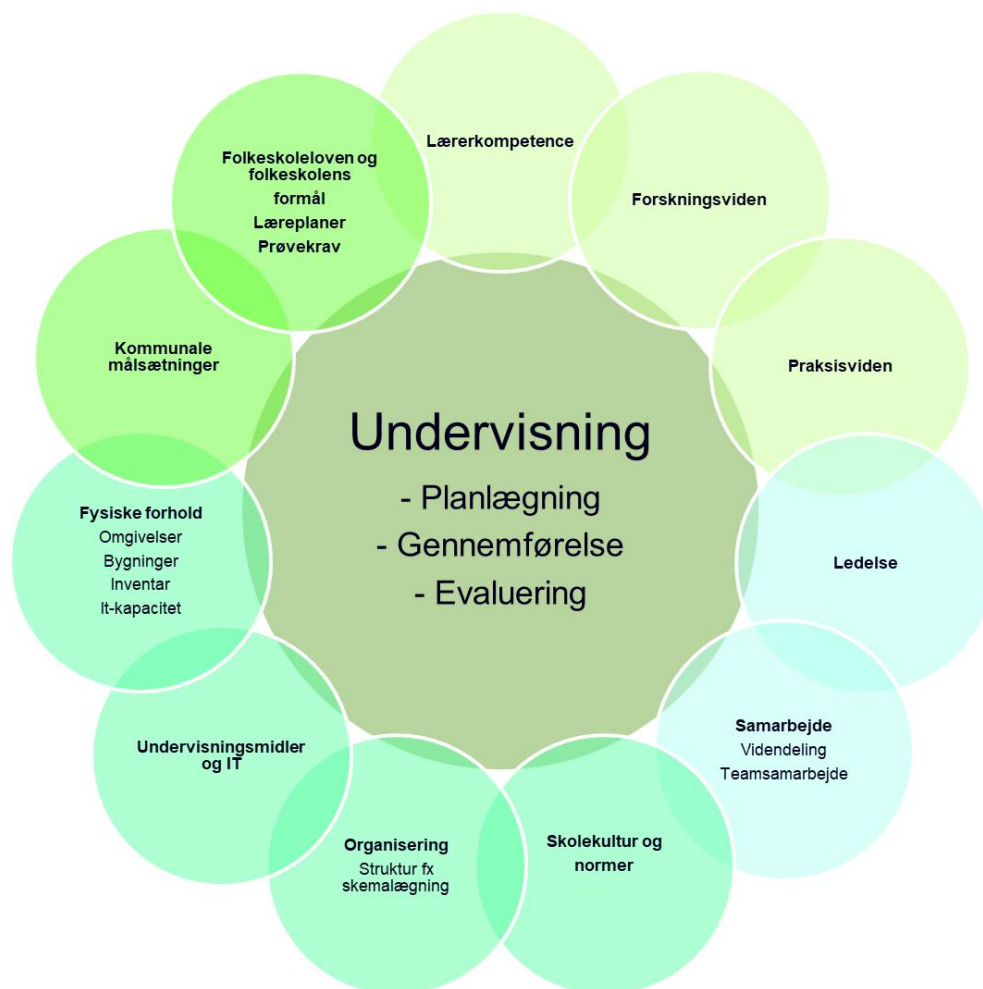 Lærerkompetence
Forskningsviden
Praksisviden
Ledelse
Samarbejde
Videndeling
Teamsamarbejde
Skolekultur og
normer
Organisering
Struktur fx
skemalægning
Undervisningsmidler
og IT
Fysiske forhold
Omgivelser
Bygninger
Inventar
It-kapacitet
Kommunale
målsætninger
Folkeskoleloven og
folkeskolens
formål
Læreplaner
Prøvekrav
Undervisning
- Planlægning
- Gennemførelse
- Evaluering